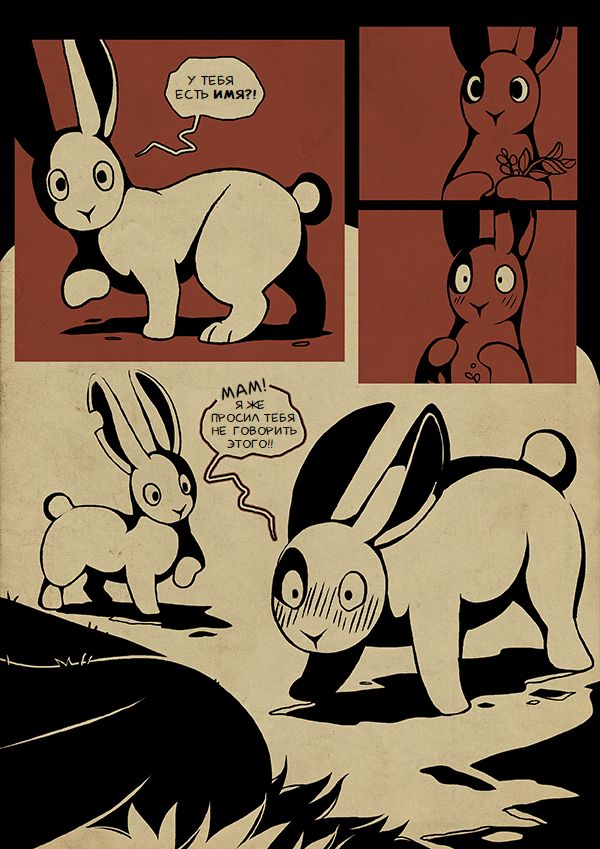 У ТЕБЯ
ЕСТЬ ИМЯ?!
МАМ!
Я ЖЕ
ПРОСИЛ ТЕБЯ
НЕ ГОВОРИТЬ
ЭТОГО!!